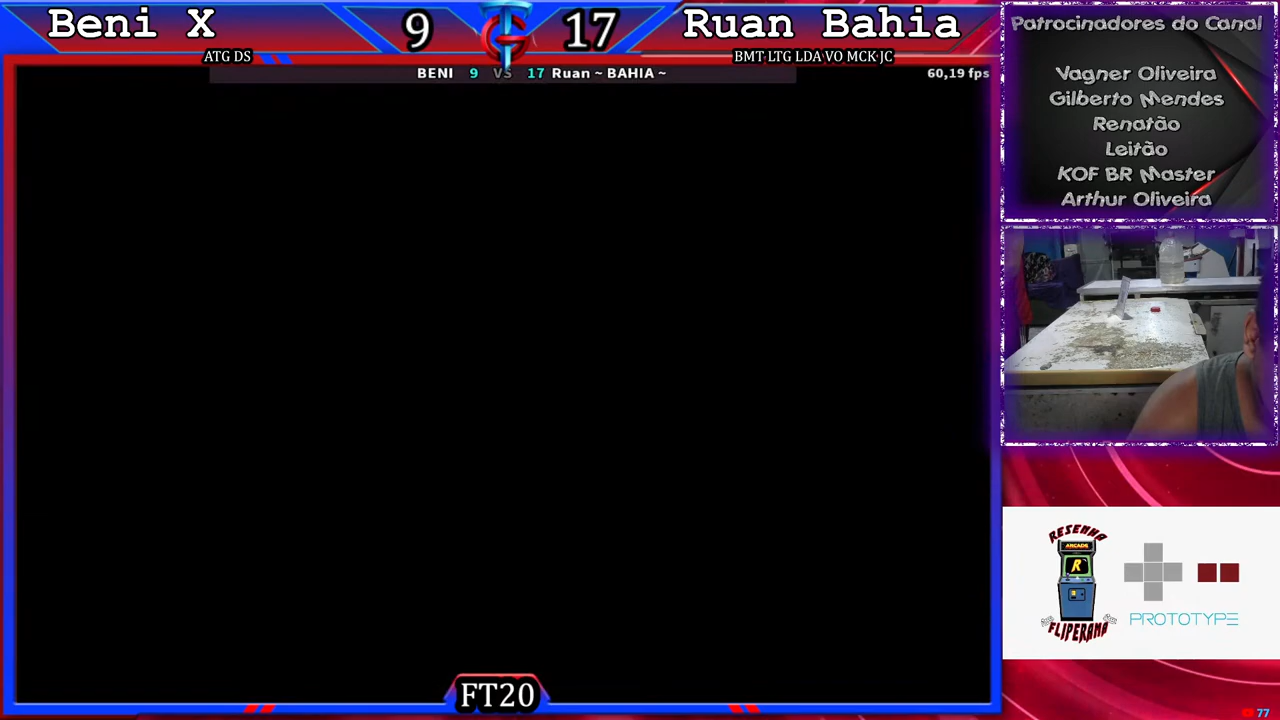 Beni X
9
17
Ruan Bahia
ATG DS
BMT LTG LDA VO MCK JC
BENI 9 VS 17 Ruan ~ BAHIA ~
60,19 fps
Patrocinadores do Canal
Vagner Oliveira
Gilberto Mendes
Renatão
Leitão
KOF BR Master
Arthur Oliveira
RESENHA
ARCADE
R
FLIPERAMA
PROTOTYPE
FT20
77